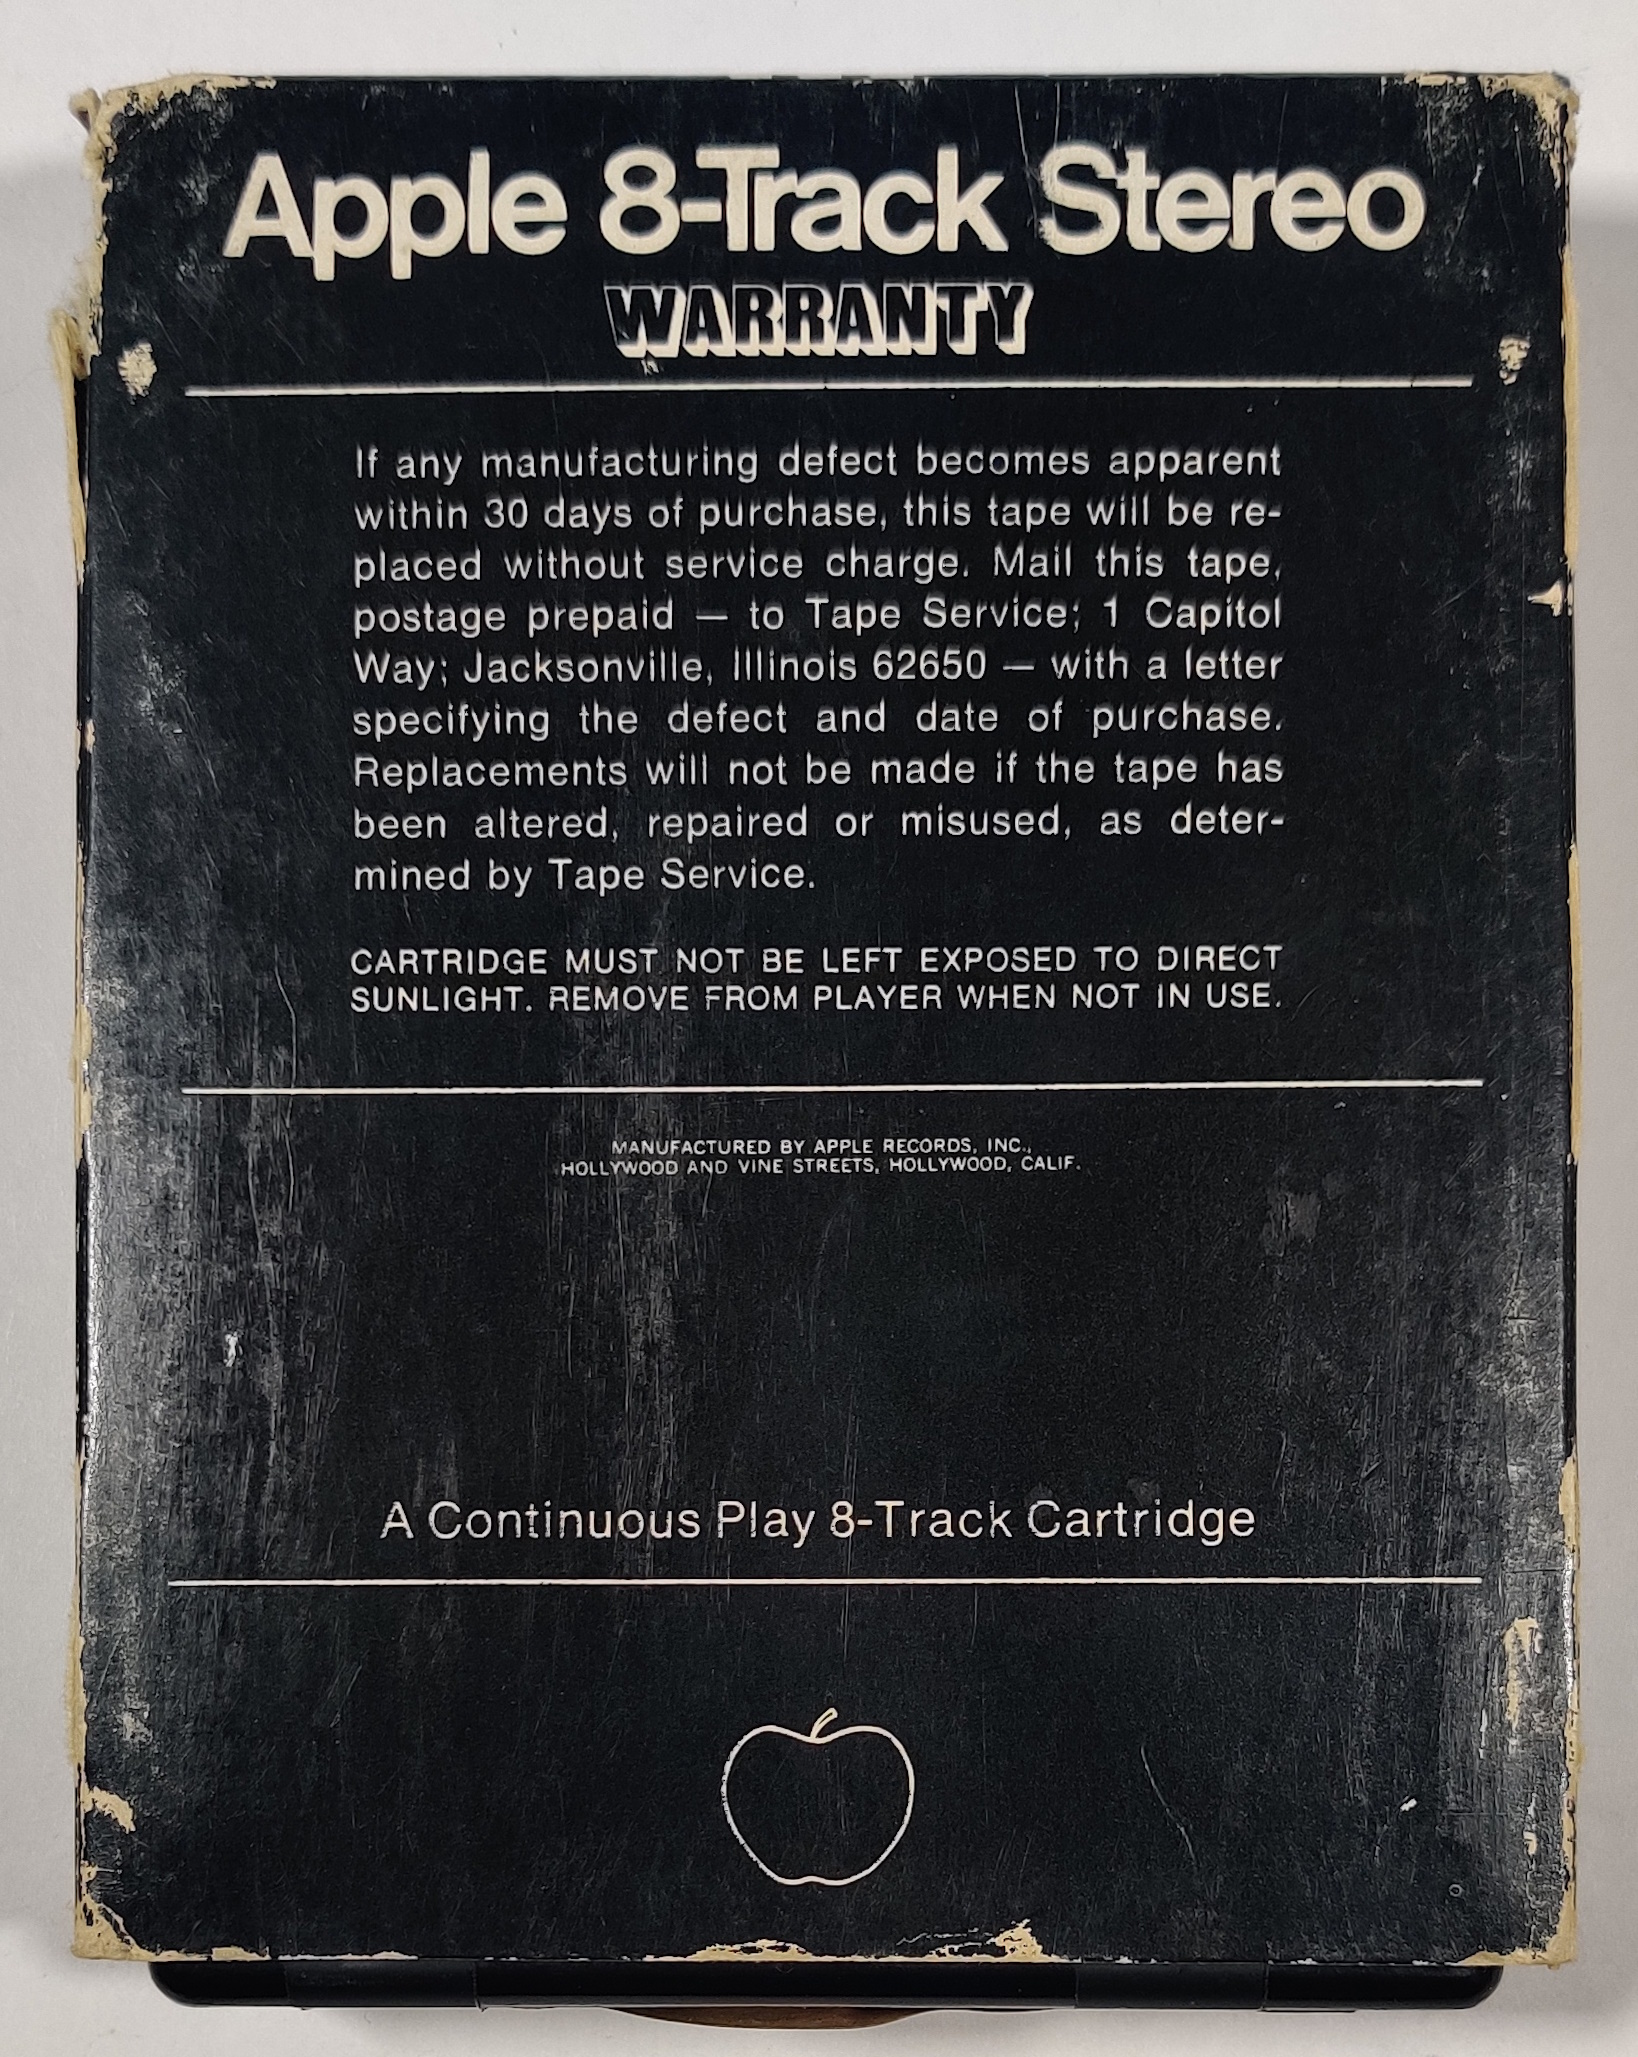 Apple 8-Track Stereo
WARRANTY
If any manufacturing defect becomes apparent
within 30 days of purchase, this tape will be re-
placed without service charge. Mail this tape,
postage prepaid — to Tape Service; 1 Capitol
Way; Jacksonville, Illinois 62650 — with a letter
specifying the defect and date of purchase.
Replacements will not be made if the tape has
been altered, repaired or misused, as deter-
mined by Tape Service.
CARTRIDGE MUST NOT BE LEFT EXPOSED TO DIRECT
SUNLIGHT. REMOVE FROM PLAYER WHEN NOT IN USE.
MANUFACTURED BY APPLE RECORDS, INC.,
HOLLYWOOD AND VINE STREETS, HOLLYWOOD, CALIF.
A Continuous Play 8-Track Cartridge